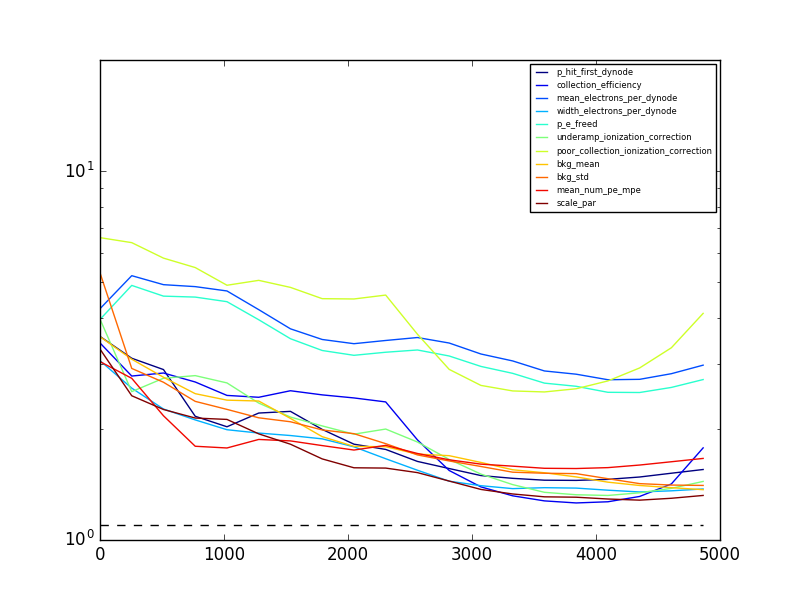 10^1
10^0
0 1000 2000 3000 4000 5000
p_hit_first_dynode
collection_efficiency
mean_electrons_per_dynode
width_electrons_per_dynode
p_e_freed
underamp_ionization_correction
poor_collection_ionization_correction
bkg_mean
bkg_std
mean_num_pe_mpe
scale_par